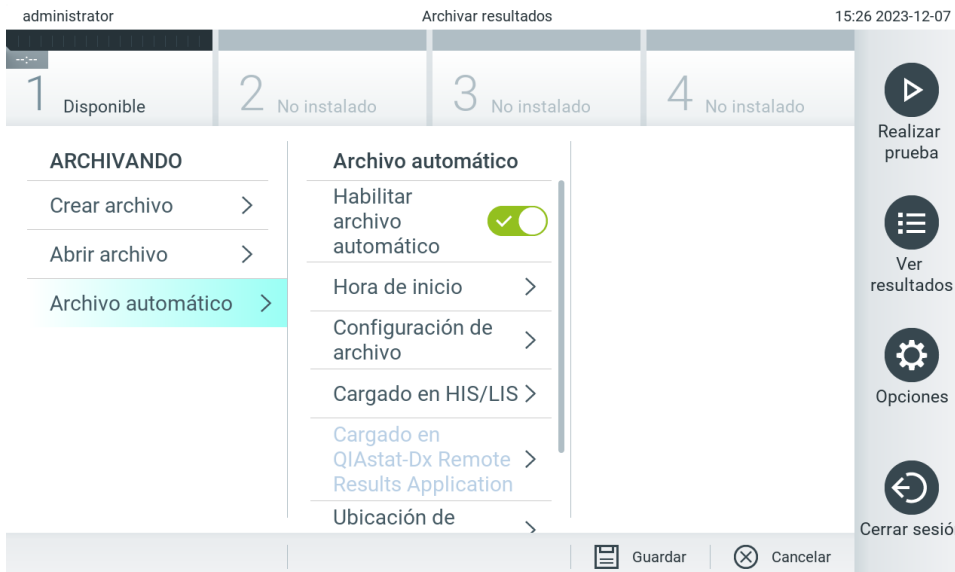 administrator
Archivar resultados
15:26 2023-12-07
--:--
1 Disponible
2 No instalado
3 No instalado
4 No instalado
ARCHIVANDO
Crear archivo
Abrir archivo
Archivo automático
Archivo automático
Habilitar
archivo
automático
Hora de inicio
Configuración de
archivo
Cargado en HIS/LIS
Cargado en
QIAstat-Dx Remote
Results Application
Ubicación de
Realizar
prueba
Ver
resultados
Opciones
Cerrar sesió
Guardar
Cancelar